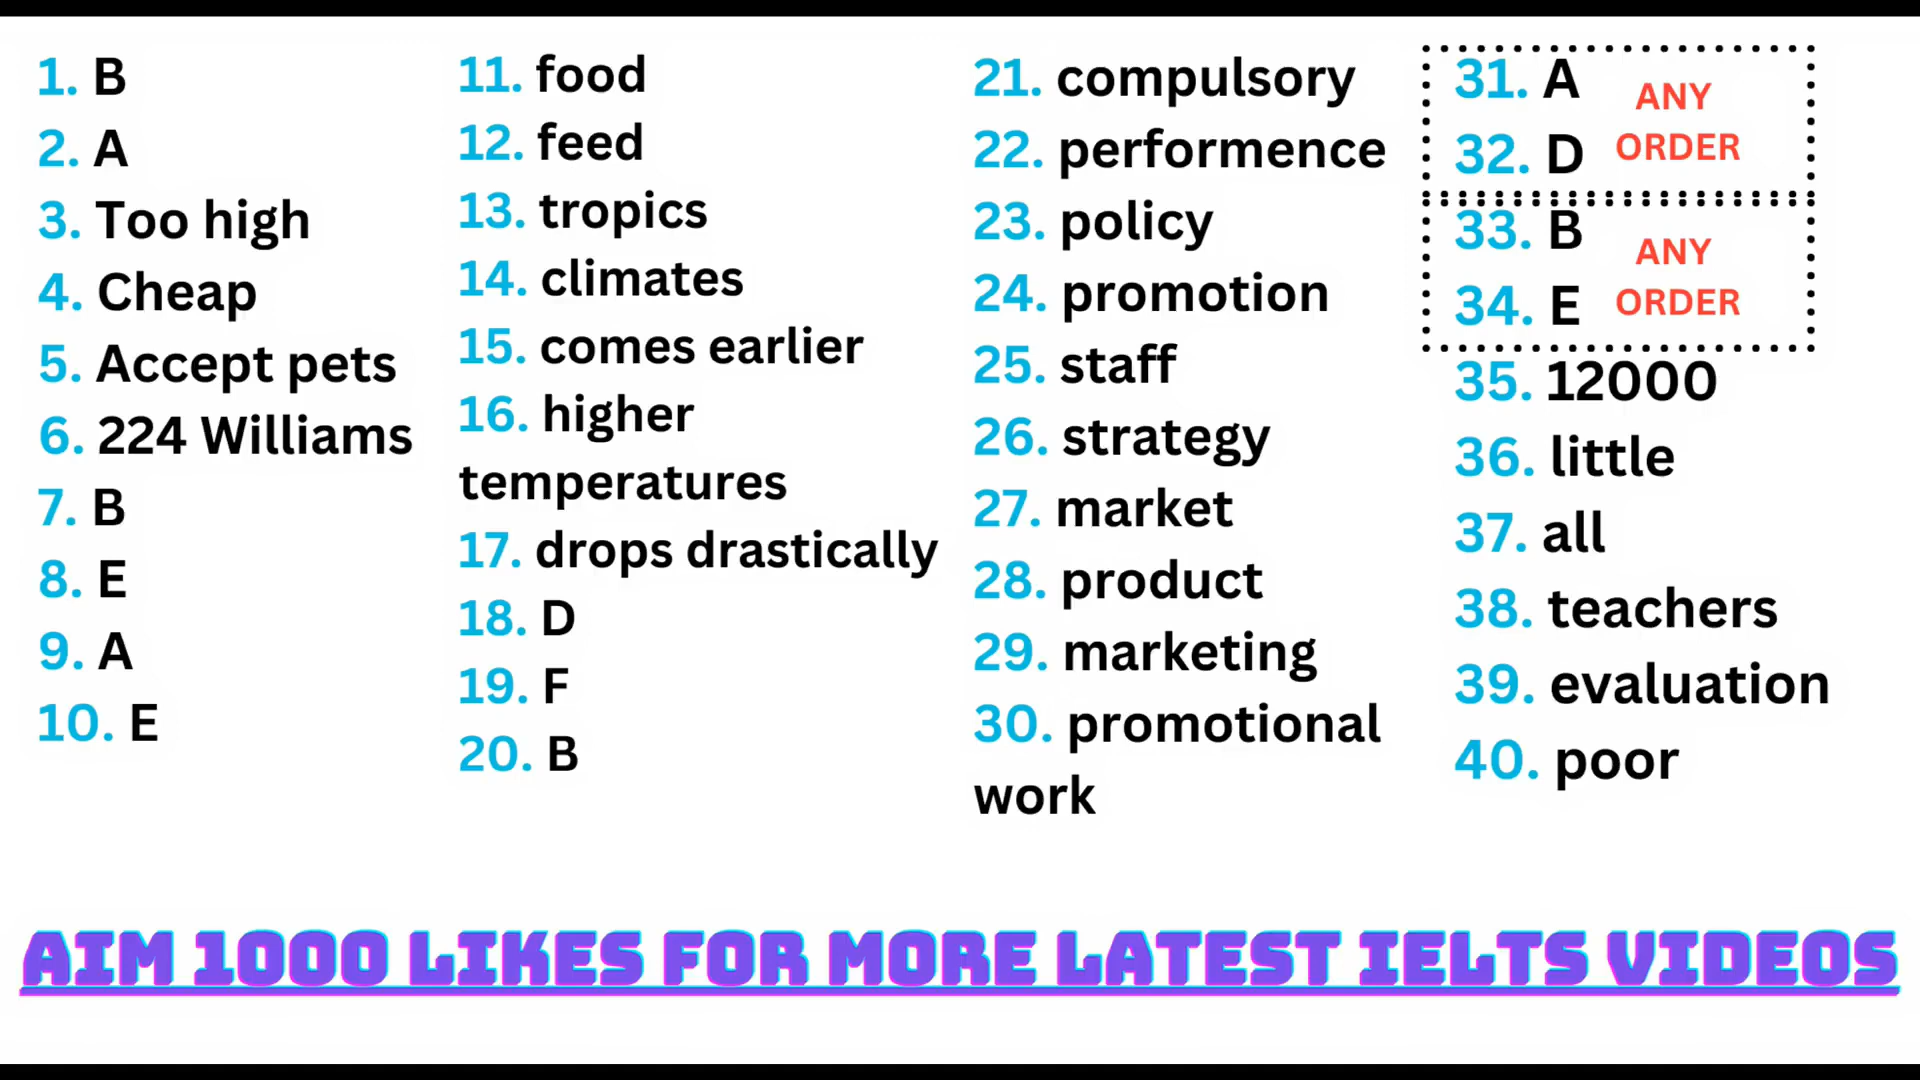 1. B
2. A
3. Too high
4. Cheap
5. Accept pets
6. 224 Williams
7. B
8. E
9. A
10. E
11. food
12. feed
13. tropics
14. climates
15. comes earlier
16. higher
temperatures
17. drops drastically
18. D
19. F
20. B
21. compulsory
22. performence
23. policy
24. promotion
25. staff
26. strategy
27. market
28. product
29. marketing
30. promotional
work
31. A
32. D
ANY
ORDER
33. B
34. E
ANY
ORDER
35. 12000
36. little
37. all
38. teachers
39. evaluation
40. poor
AIM 1000 LIKES FOR MORE LATEST IELTS VIDEOS